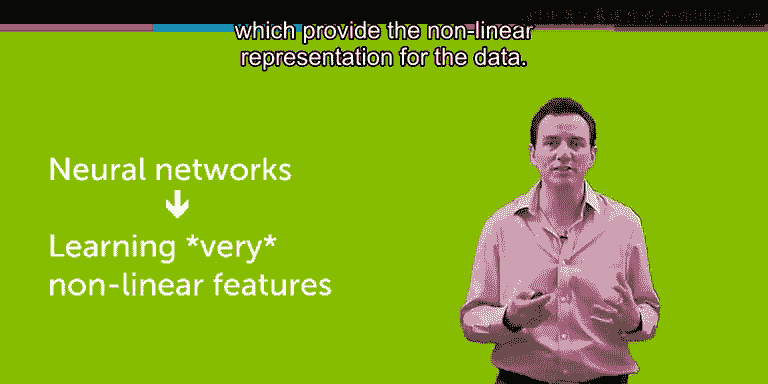 which provide the non-linear
representation for the data.
Neural networks
↓
Learning *very*
non-linear features